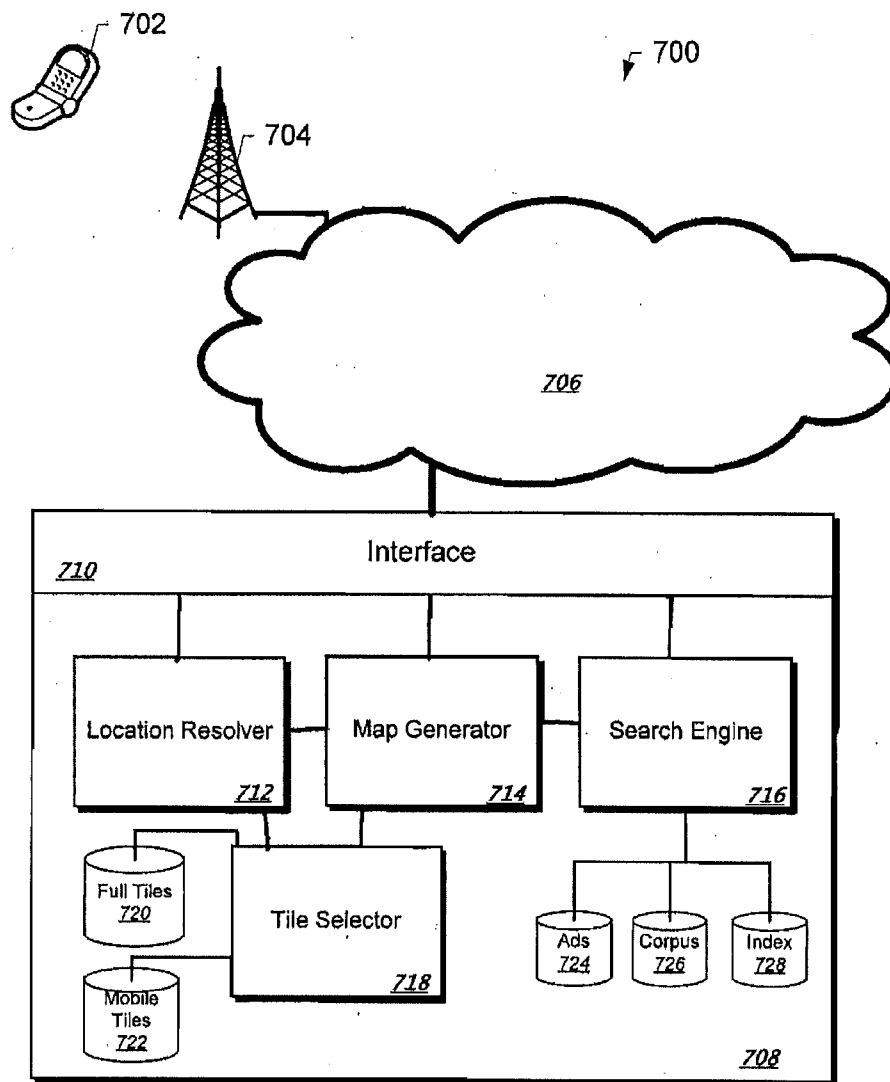 702
700
704
706
Interface
710
Location Resolver
712
Map Generator
714
Search Engine
716
Full Tiles
720
Tile Selector
718
Mobile
Tiles
722
Ads
724
Corpus
726
Index
728
708